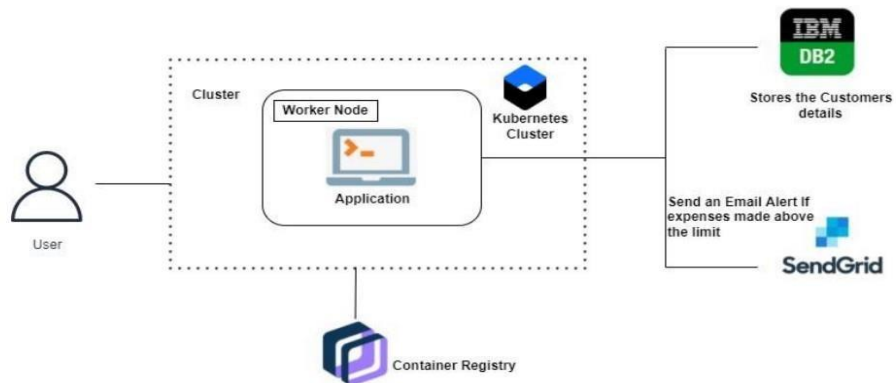 IBM
DB2
Stores the Customers
details
Cluster
Worker Node
Kubernetes
Cluster
Application
User
Send an Email Alert If
expenses made above
the limit
SendGrid
Container Registry